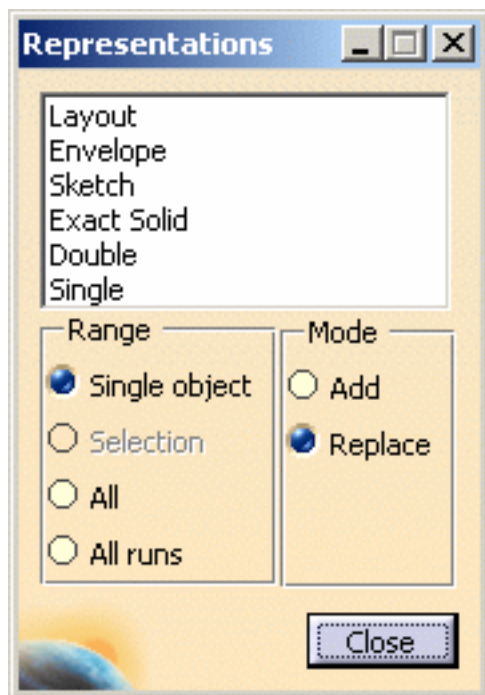 Representations
Layout
Envelope
Sketch
Exact Solid
Double
Single
Range
Single object
Selection
All
All runs
Mode
Add
Replace
Close